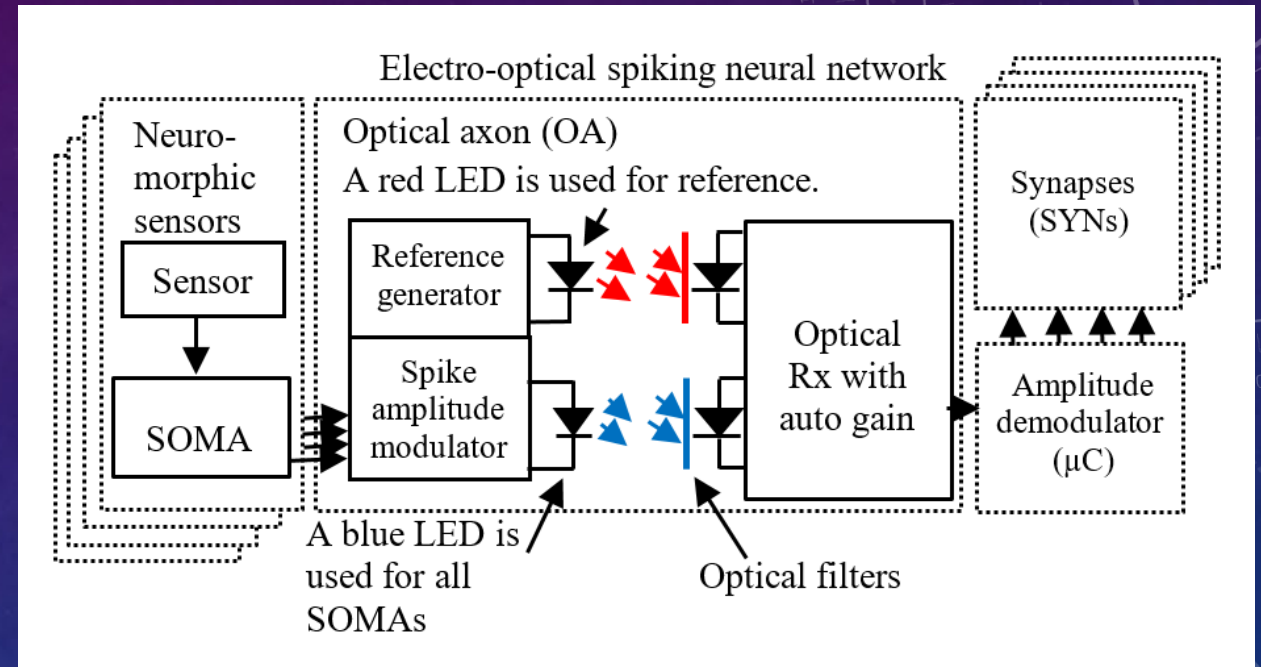 Electro-optical spiking neural network
Neuro-
morphic
sensors
Sensor
SOMA
Optical axon (OA)
A red LED is used for reference.
Reference
generator
Spike
amplitude
modulator
Optical
Rx with
auto gain
Synapses
(SYNs)
Amplitude
demodulator
(µC)
A blue LED is
used for all
SOMAs
Optical filters